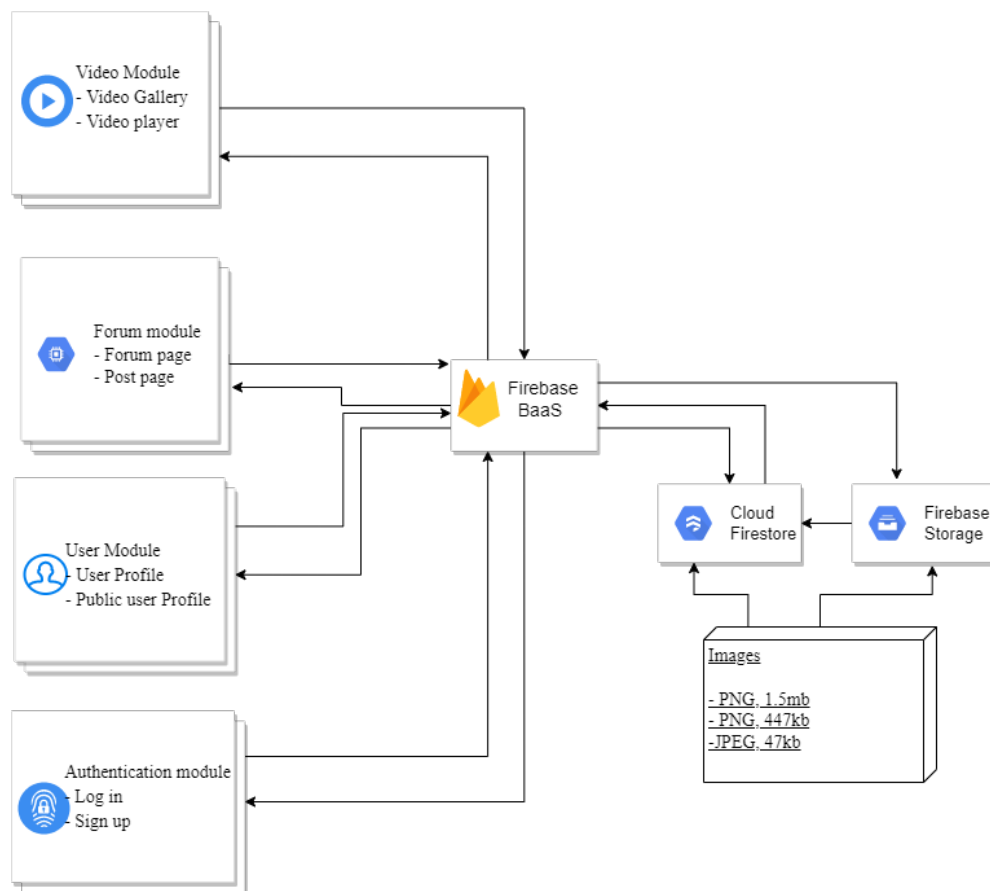 Video Module
- Video Gallery
- Video player
Forum module
- Forum page
- Post page
Firebase
BaaS
Cloud
Firestore
Firebase
Storage
User Module
- User Profile
- Public user Profile
Images
- PNG, 1.5mb
- PNG, 447kb
-JPEG, 47kb
Authentication module
- Log in
- Sign up